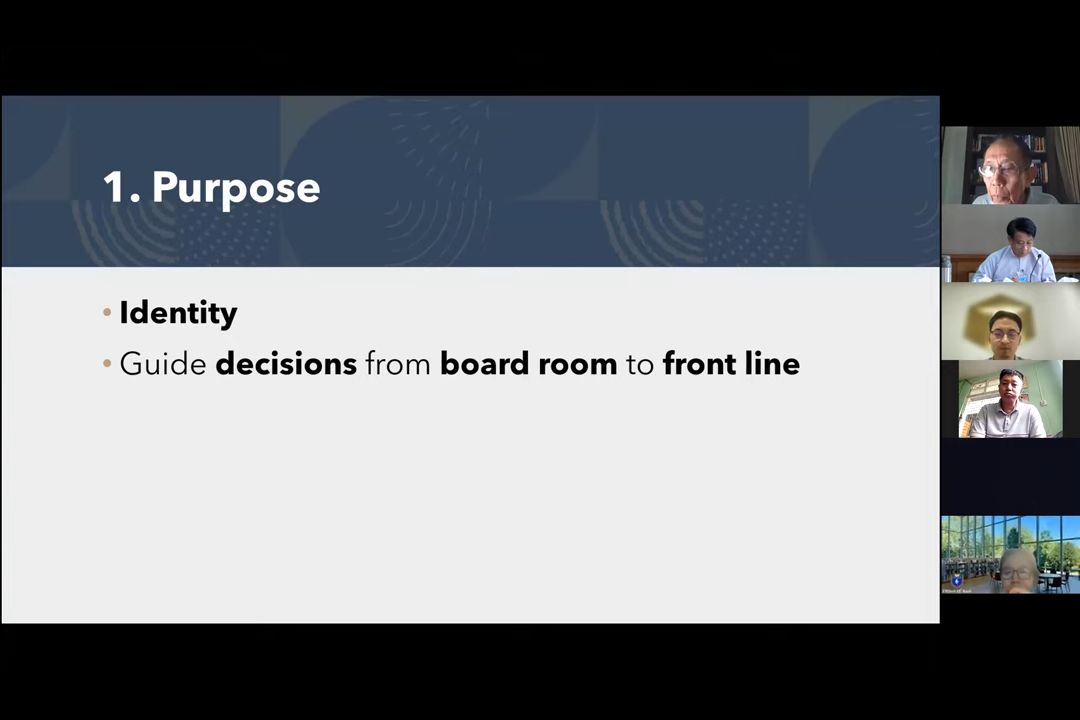 1. Purpose
• Identity
• Guide decisions from board room to front line